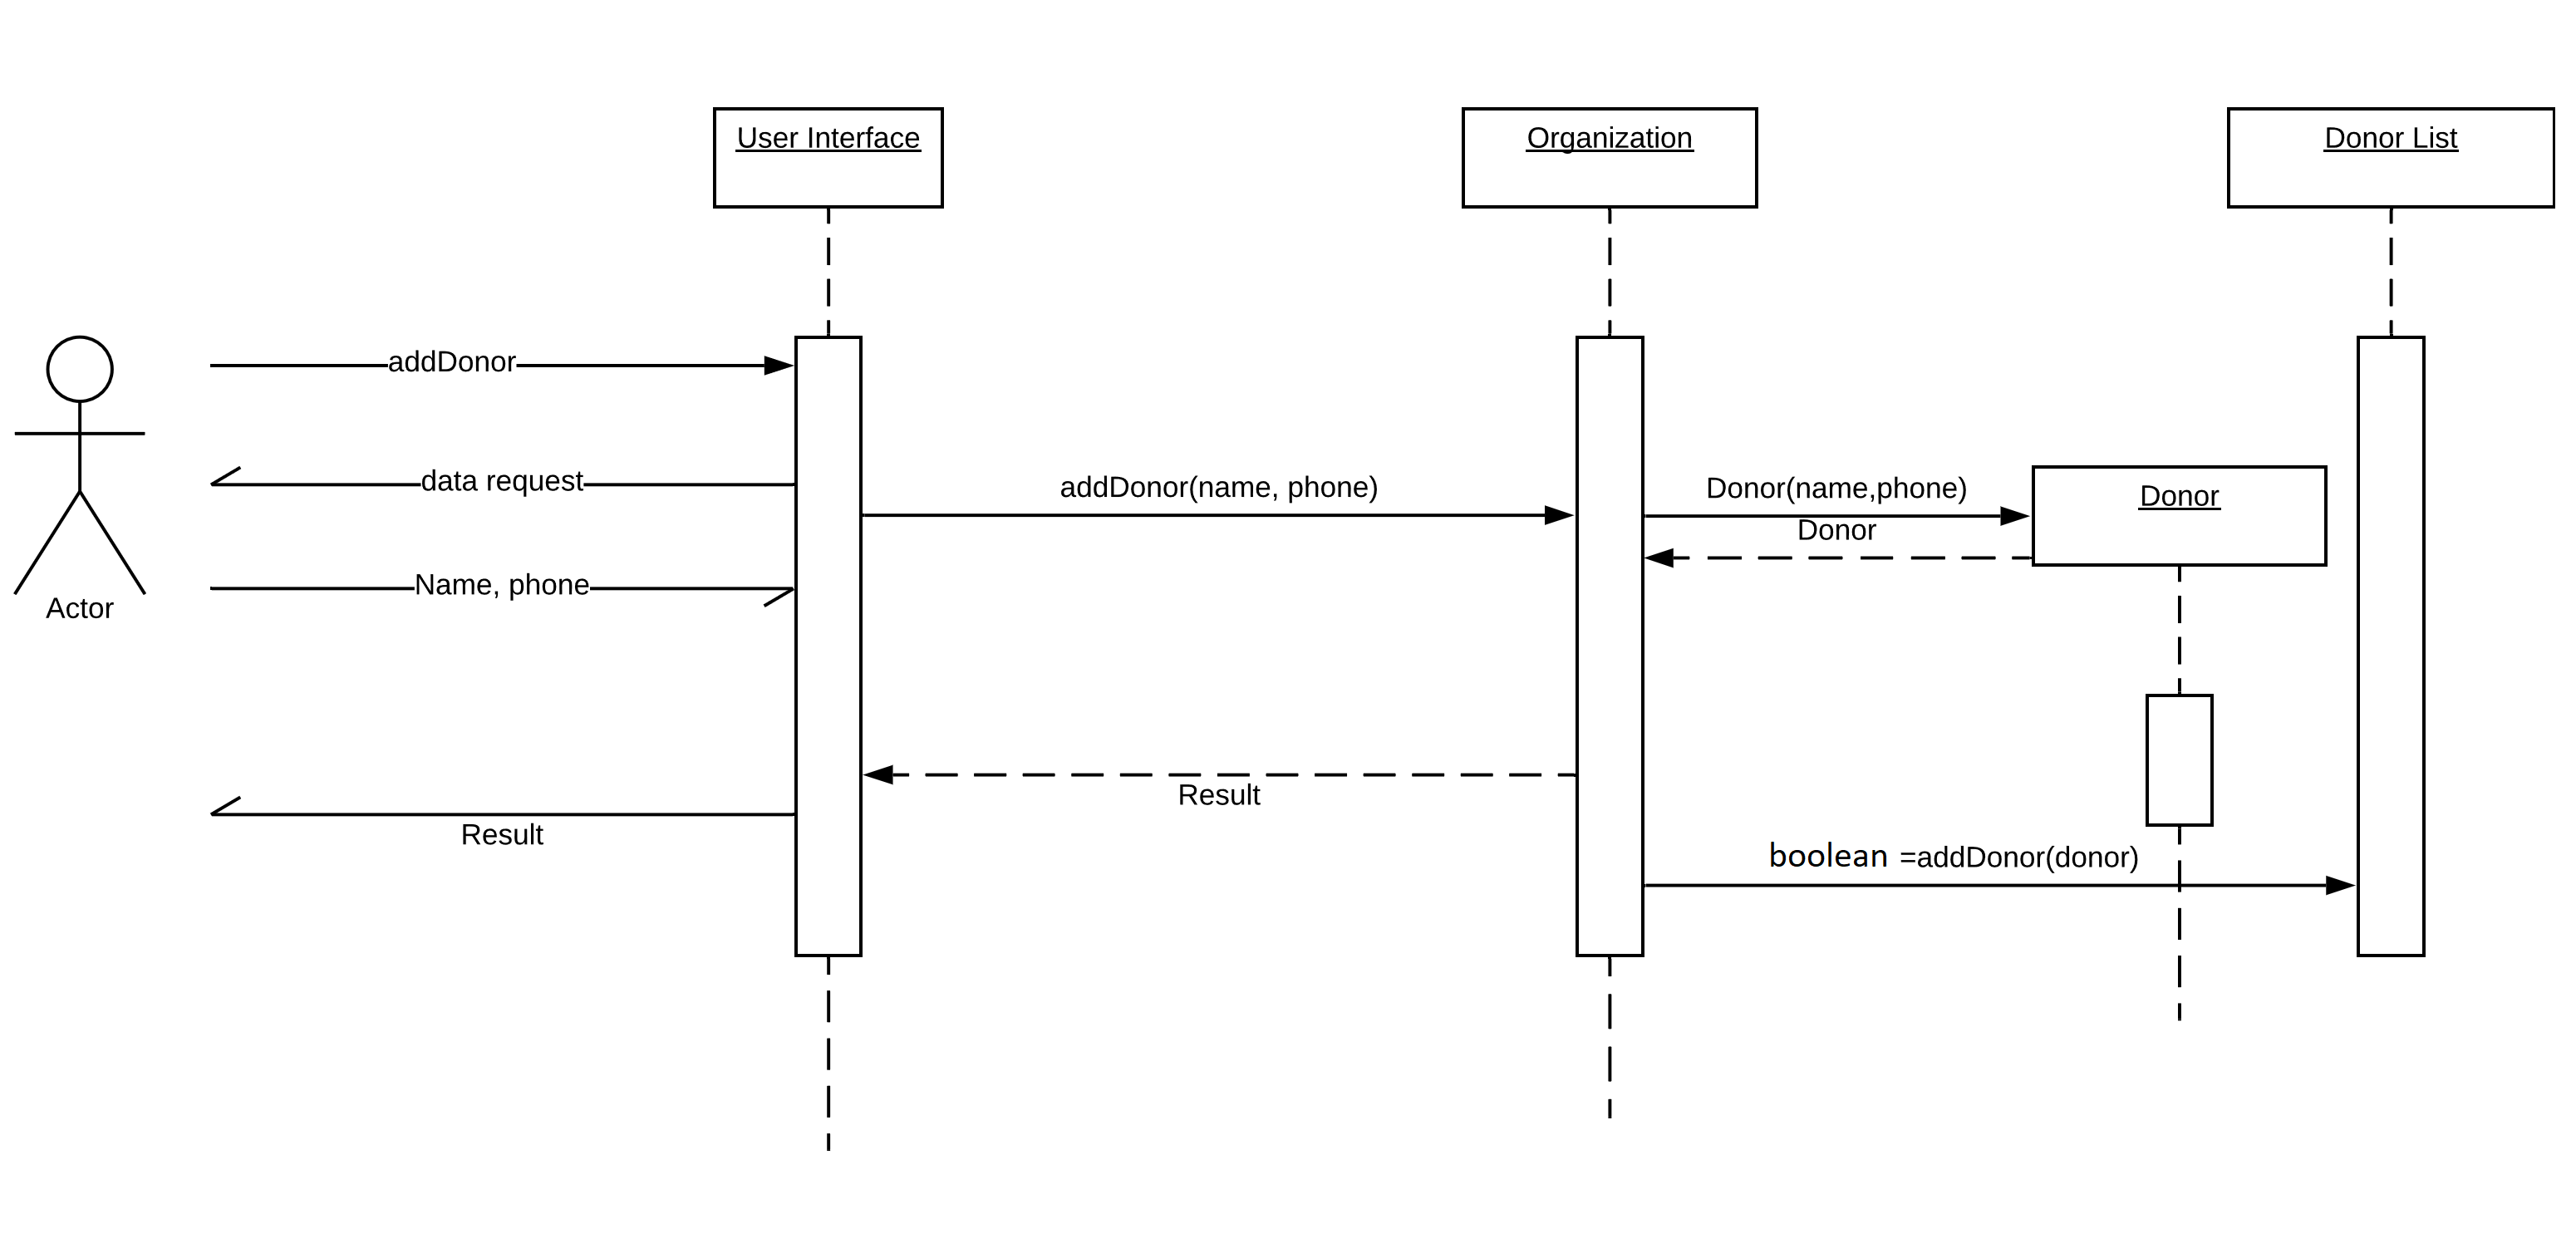 User Interface
Organization
Donor List
addDonor
data request
addDonor(name, phone)
Donor(name,phone)
Donor
Donor
Name, phone
Actor
Result
Result
boolean =addDonor(donor)